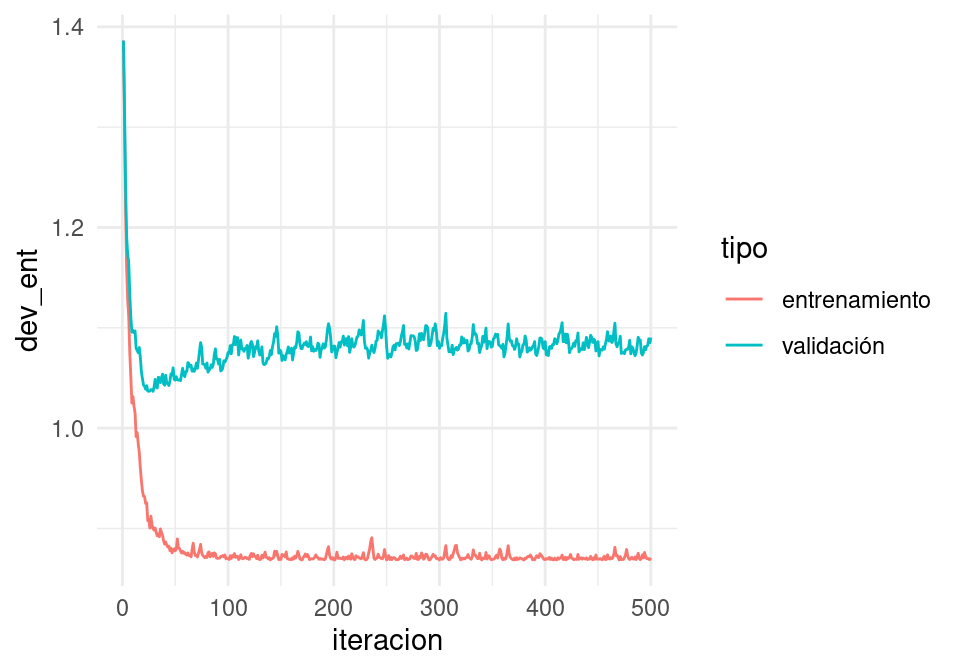 1.4
1.2
1.0
dev_ent
0 100 200 300 400 500
iteracion
tipo
entrenamiento
validación